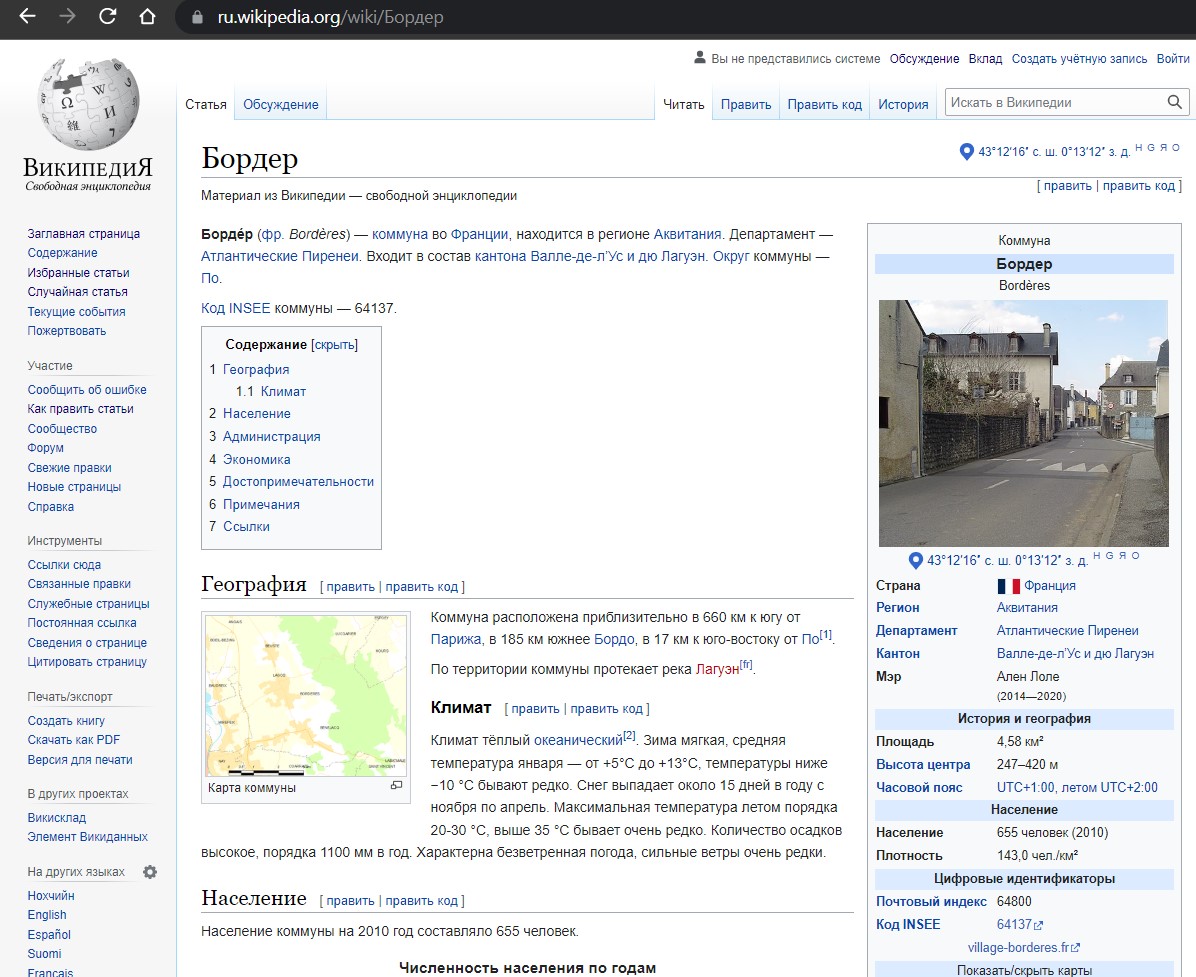 ru.wikipedia.org/wiki/Бордер
Вы не представились системе Обсуждение Вклад Создать учётную запись Войти
Статья Обсуждение Читать Править Править код История Искать в Википедии
ВикипедиЯ
Свободная энциклопедия
Бордер
43°12′16″ с. ш. 0°13′12″ з. д. H G Я O
Материал из Википедии — свободной энциклопедии
[ править | править код ]
Заглавная страница
Содержание
Избранные статьи
Случайная статья
Текущие события
Пожертвовать
Участие
Сообщить об ошибке
Как править статьи
Сообщество
Форум
Свежие правки
Новые страницы
Справка
Инструменты
Ссылки сюда
Связанные правки
Служебные страницы
Постоянная ссылка
Сведения о странице
Цитировать страницу
Печать/экспорт
Создать книгу
Скачать как PDF
Версия для печати
В других проектах
Викисклад
Элемент Викиданных
На других языках
Нохчийн
English
Español
Suomi
Français
Борде́р (фр. Bordères) — коммуна во Франции, находится в регионе Аквитания. Департамент —
Атлантические Пиренеи. Входит в состав кантона Валле-де-л’Ус и дю Лагуэн. Округ коммуны —
По.
Код INSEE коммуны — 64137.
Содержание [скрыть]
1 География
1.1 Климат
2 Население
3 Администрация
4 Экономика
5 Достопримечательности
6 Примечания
7 Ссылки
География [ править | править код ]
Карта коммуны
Коммуна расположена приблизительно в 660 км к югу от
Парижа, в 185 км южнее Бордо, в 17 км к юго-востоку от По[1].
По территории коммуны протекает река Лагуэн[fr].
Климат [ править | править код ]
Климат тёплый океанический[2]. Зима мягкая, средняя
температура января — от +5°C до +13°C, температуры ниже
−10 °C бывают редко. Снег выпадает около 15 дней в году с
ноября по апрель. Максимальная температура летом порядка
20-30 °C, выше 35 °C бывает очень редко. Количество осадков
высокое, порядка 1100 мм в год. Характерна безветренная погода, сильные ветры очень редки.
Население [ править | править код ]
Население коммуны на 2010 год составляло 655 человек.
Численность населения по годам
Коммуна
Бордер
Bordères
43°12′16″ с. ш. 0°13′12″ з. д. H G Я O
Страна Франция
Регион Аквитания
Департамент Атлантические Пиренеи
Кантон Валле-де-л’Ус и дю Лагуэн
Мэр Ален Лоле
(2014—2020)
История и география
Площадь 4,58 км²
Высота центра 247–420 м
Часовой пояс UTC+1:00, летом UTC+2:00
Население
Население 655 человек (2010)
Плотность 143,0 чел./км²
Цифровые идентификаторы
Почтовый индекс 64800
Код INSEE 64137
village-borderes.fr
Показать/скрыть карты